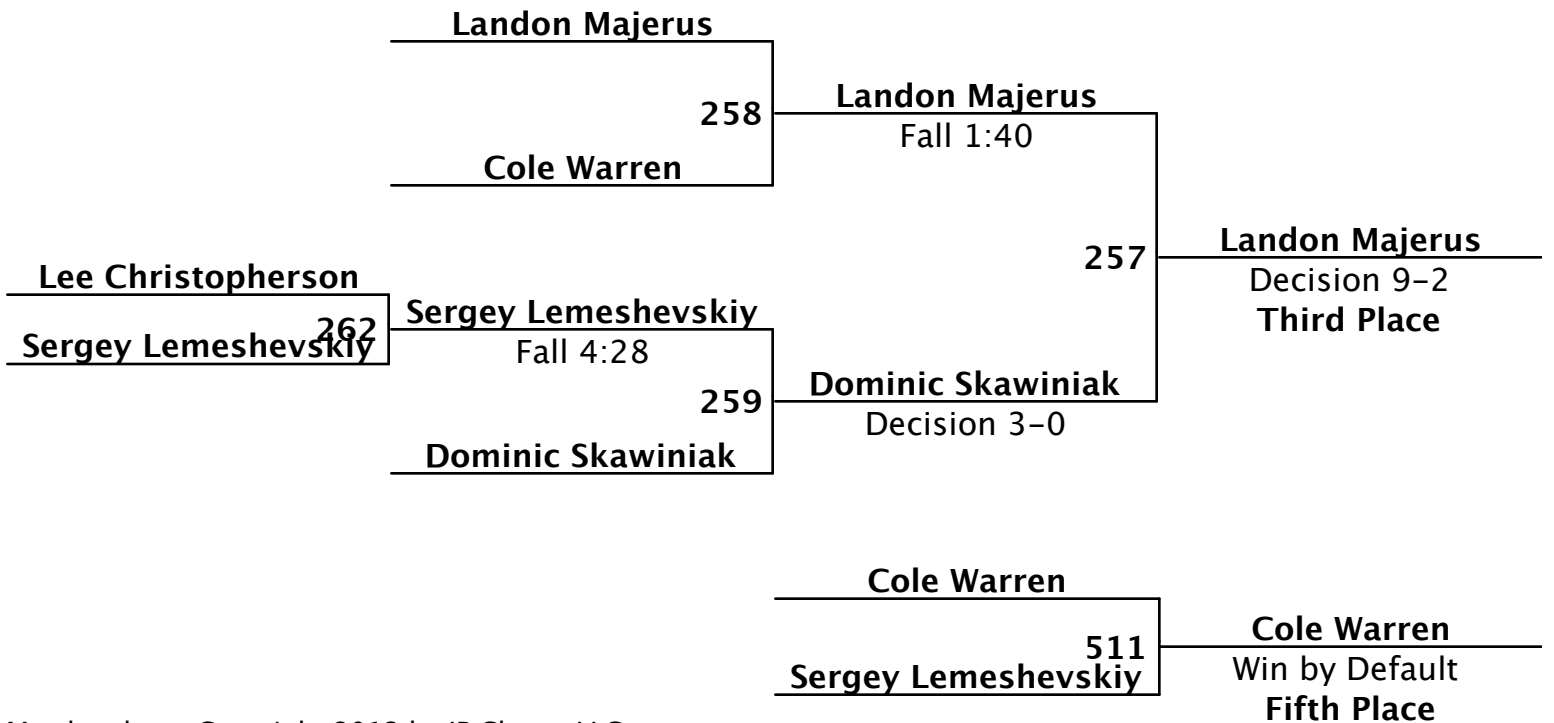 Landon Majerus
258
Landon Majerus
Fall 1:40
Cole Warren
257
Landon Majerus
Decision 9-2
Third Place
Lee Christopherson
262
Sergey Lemeshevskiy
Sergey Lemeshevskiy
Fall 4:28
259
Dominic Skawiniak
Decision 3-0
Dominic Skawiniak
Cole Warren
511
Sergey Lemeshevskiy
Cole Warren
Win by Default
Fifth Place